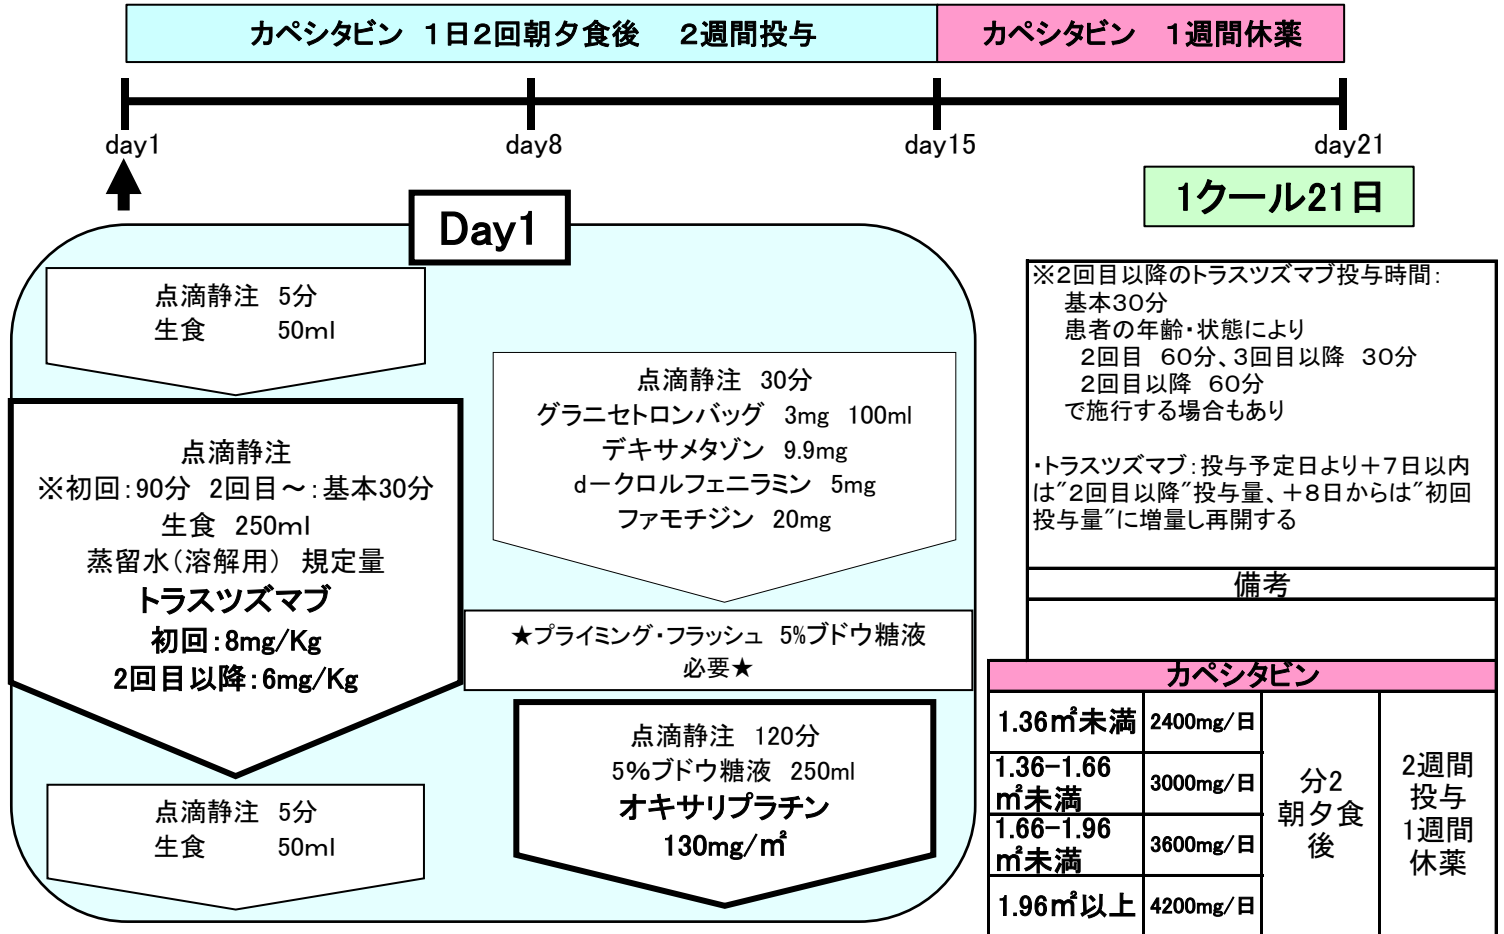 カペシタビン 1日2回朝夕食後 2週間投与
カペシタビン 1週間休薬
day1
day8
day15
day21
1クール21日
Day1
点滴静注 5分
生食 50ml
点滴静注
※初回:90分 2回目～:基本30分
生食 250ml
蒸留水(溶解用) 規定量
トラスツズマブ
初回:8mg/Kg
2回目以降:6mg/Kg
点滴静注 5分
生食 50ml
点滴静注 30分
グラニセトロンバッグ 3mg 100ml
デキサメタゾン 9.9mg
d－クロルフェニラミン 5mg
ファモチジン 20mg
★プライミング・フラッシュ 5%ブドウ糖液
必要★
点滴静注 120分
5%ブドウ糖液 250ml
オキサリプラチン
130mg/㎡
※2回目以降のトラスツズマブ投与時間:
基本30分
患者の年齢・状態により
2回目 60分、3回目以降 30分
2回目以降 60分
で施行する場合もあり
・トラスツズマブ:投与予定日より＋7日以内
は"2回目以降"投与量、＋8日からは"初回
投与量"に増量し再開する
備考
カペシタビン
1.36㎡未満 2400mg/日
1.36-1.66
㎡未満 3000mg/日
1.66-1.96
㎡未満 3600mg/日
1.96㎡以上 4200mg/日
分2
朝夕食
後
2週間
投与
1週間
休薬